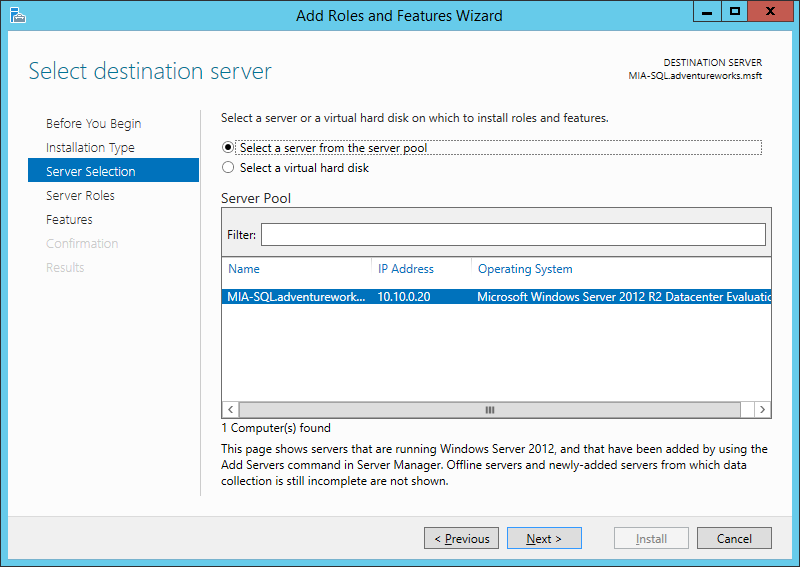 Add Roles and Features Wizard
Select destination server
DESTINATION SERVER
MIA-SQL.adventureworks.msft
Before You Begin
Installation Type
Server Selection
Server Roles
Features
Confirmation
Results
Select a server or a virtual hard disk on which to install roles and features.
Select a server from the server pool
Select a virtual hard disk
Server Pool
Filter:
Name IP Address Operating System
MIA-SQL.adventurework... 10.10.0.20 Microsoft Windows Server 2012 R2 Datacenter Evaluatic
1 Computer(s) found
This page shows servers that are running Windows Server 2012, and that have been added by using the
Add Servers command in Server Manager. Offline servers and newly-added servers from which data
collection is still incomplete are not shown.
< Previous Next > Install Cancel